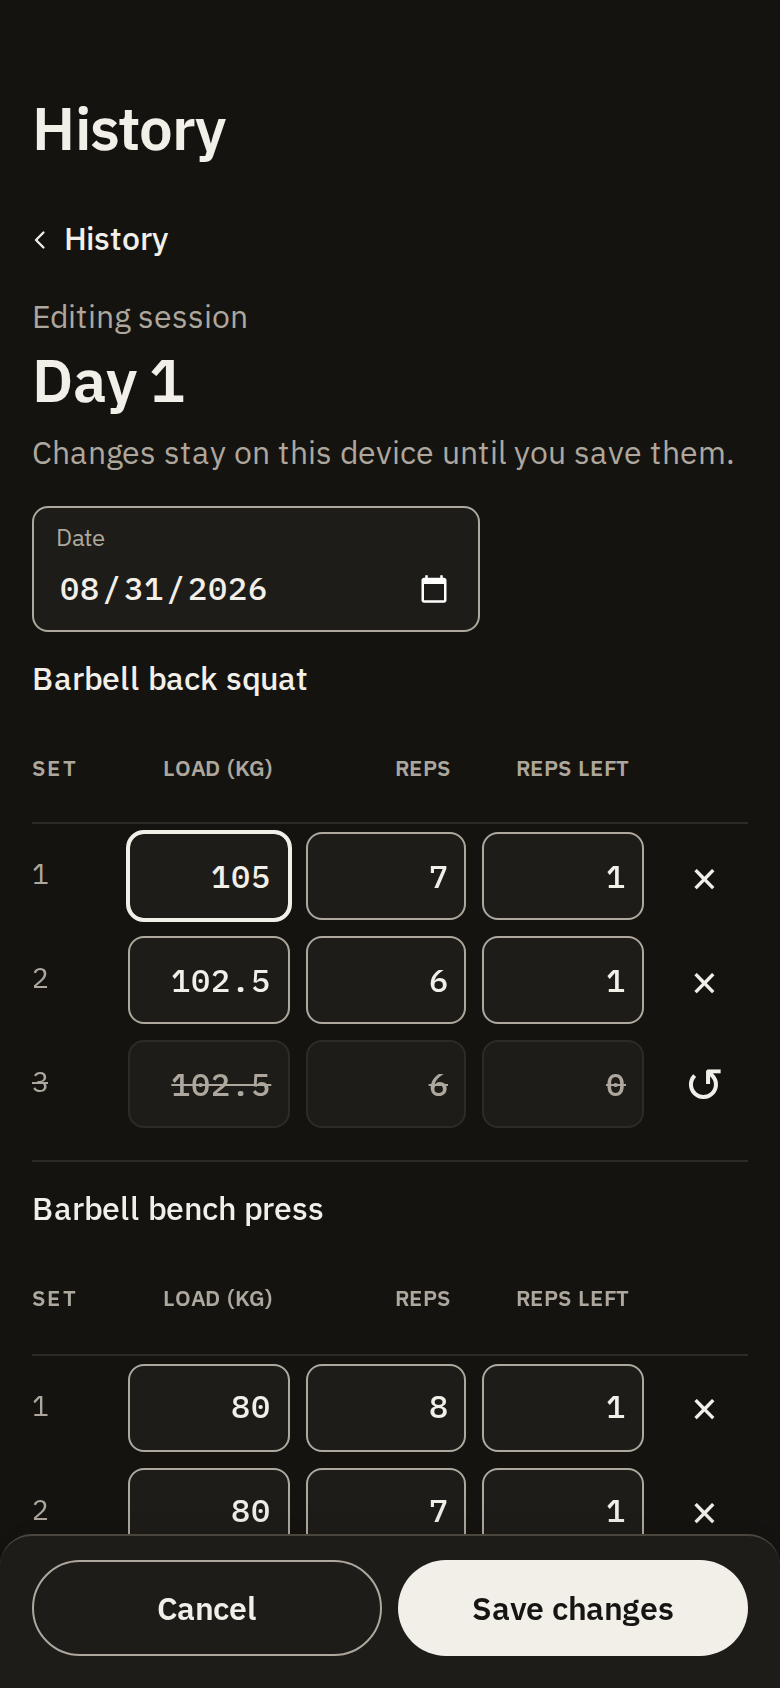 History
History
Editing session
Day 1
Changes stay on this device until you save them.
Date
08/31/2026
Barbell back squat
SET LOAD (KG) REPS REPS LEFT
1 105 7 1 ×
2 102.5 6 1 ×
3 102.5 6 0 ↺
Barbell bench press
SET LOAD (KG) REPS REPS LEFT
1 80 8 1 ×
2 80 7 1 ×
Cancel Save changes